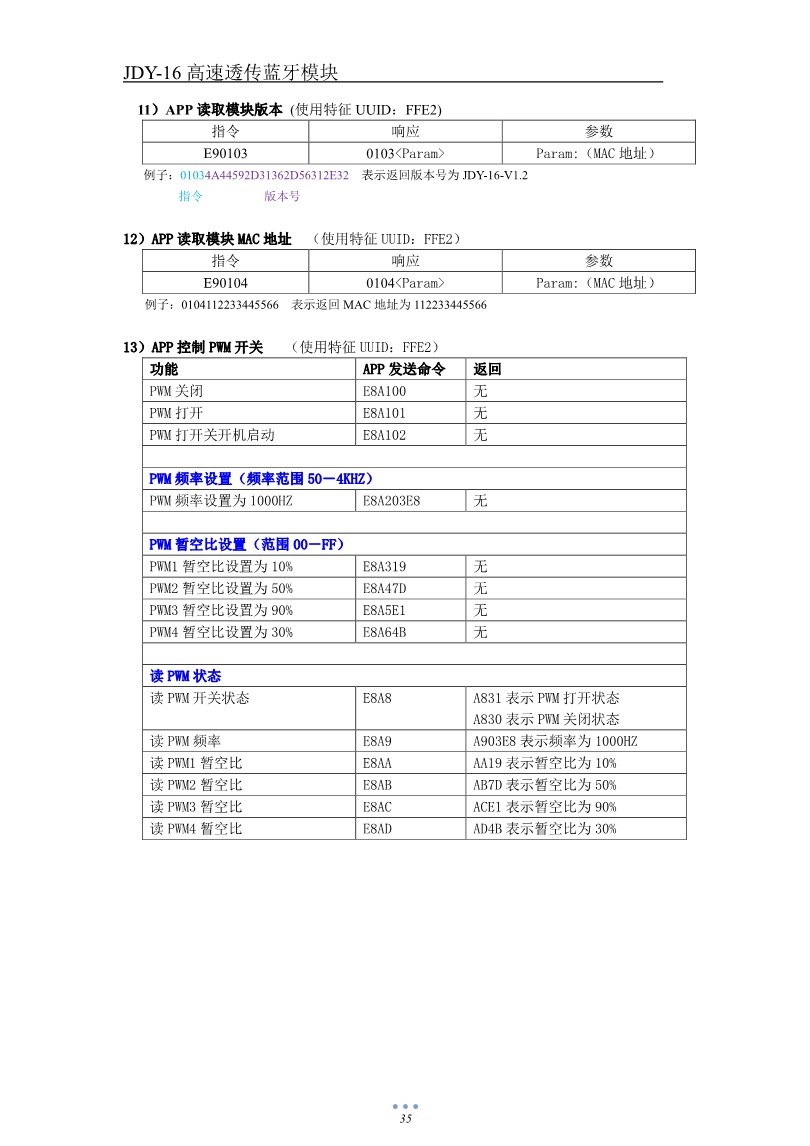 JDY-16 高速透传蓝牙模块
11）APP 读取模块版本 (使用特征 UUID：FFE2)
指令 响应 参数
E90103 0103<Param> Param:（MAC 地址）
例子：01034A44592D31362D56312E32 表示返回版本号为 JDY-16-V1.2
指令 版本号
12）APP 读取模块 MAC 地址 （使用特征 UUID：FFE2）
指令 响应 参数
E90104 0104<Param> Param:（MAC 地址）
例子：0104112233445566 表示返回 MAC 地址为 112233445566
13）APP 控制 PWM 开关 （使用特征 UUID：FFE2）
功能 APP 发送命令 返回
PWM 关闭 E8A100 无
PWM 打开 E8A101 无
PWM 打开关开机启动 E8A102 无
PWM 频率设置（频率范围 50－4KHZ）
PWM 频率设置为 1000HZ E8A203E8 无
PWM 暂空比设置（范围 00－FF）
PWM1 暂空比设置为 10% E8A319 无
PWM2 暂空比设置为 50% E8A47D 无
PWM3 暂空比设置为 90% E8A5E1 无
PWM4 暂空比设置为 30% E8A64B 无
读 PWM 状态
读 PWM 开关状态 E8A8 A831 表示 PWM 打开状态
A830 表示 PWM 关闭状态
读 PWM 频率 E8A9 A903E8 表示频率为 1000HZ
读 PWM1 暂空比 E8AA AA19 表示暂空比为 10%
读 PWM2 暂空比 E8AB AB7D 表示暂空比为 50%
读 PWM3 暂空比 E8AC ACE1 表示暂空比为 90%
读 PWM4 暂空比 E8AD AD4B 表示暂空比为 30%
35